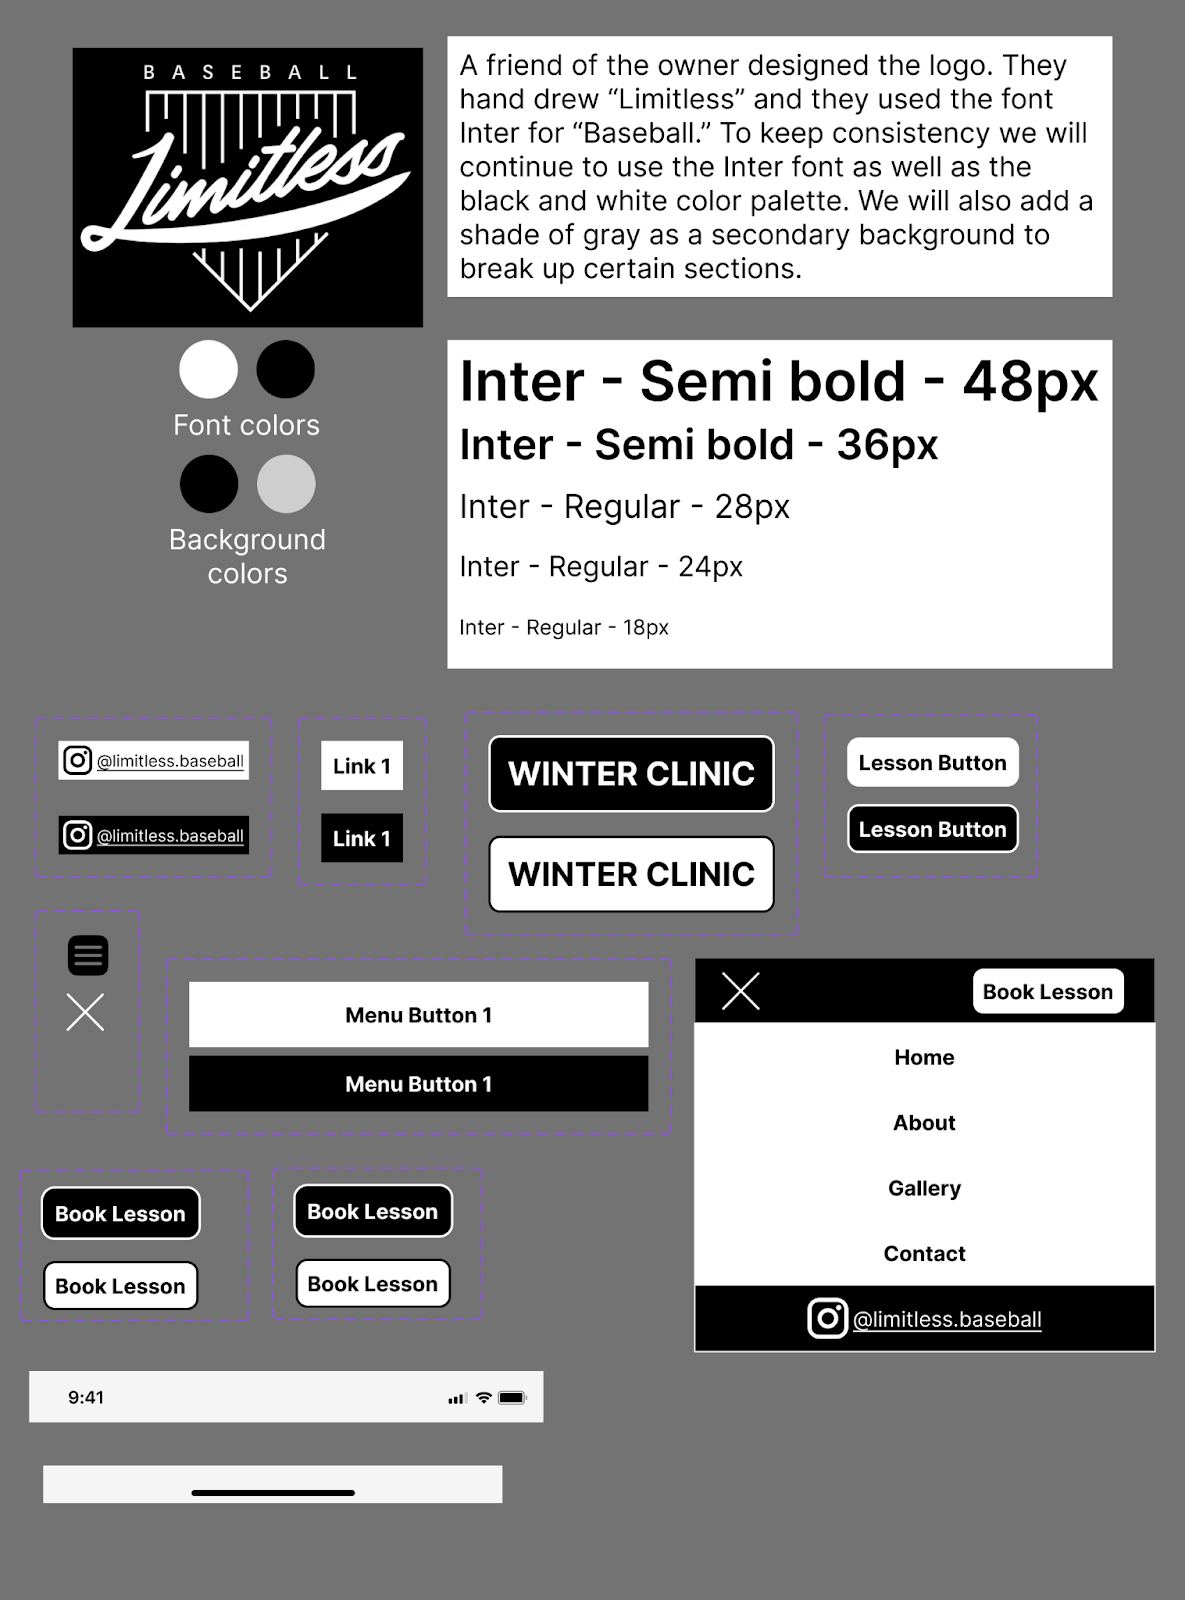 BASEBALL
Limitless
A friend of the owner designed the logo. They
hand drew “Limitless” and they used the font
Inter for “Baseball.” To keep consistency we will
continue to use the Inter font as well as the
black and white color palette. We will also add a
shade of gray as a secondary background to
break up certain sections.
Font colors
Background
colors
Inter - Semi bold - 48px
Inter - Semi bold - 36px
Inter - Regular - 28px
Inter - Regular - 24px
Inter - Regular - 18px
@limitless.baseball
@limitless.baseball
Link 1
Link 1
WINTER CLINIC
WINTER CLINIC
Lesson Button
Lesson Button
Menu Button 1
Menu Button 1
Book Lesson
Home
About
Gallery
Contact
@limitless.baseball
Book Lesson
Book Lesson
Book Lesson
Book Lesson
9:41